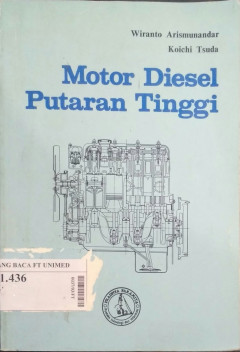 Wiranto Arismunandar
Koichi Tsuda
Motor Diesel
Putaran Tinggi
ANG BACA FT UNIMED
1.436